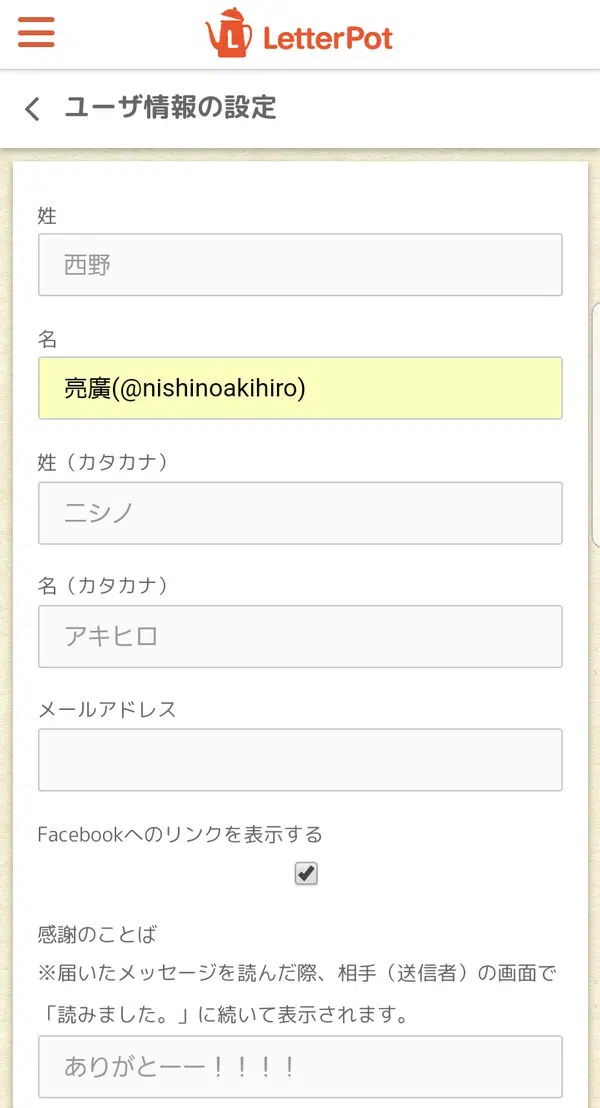 LetterPot
ユーザ情報の設定
姓
西野
名
亮廣(@nishinoakihiro)
姓（カタカナ）
ニシノ
名（カタカナ）
アキヒロ
メールアドレス
Facebookへのリンクを表示する
感謝のことば
※届いたメッセージを読んだ際、相手（送信者）の画面で
「読みました。」に続いて表示されます。
ありがとーー！！！！